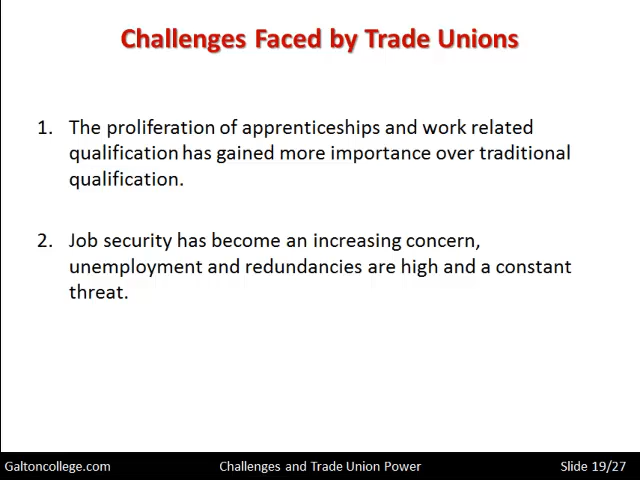 Challenges Faced by Trade Unions
1. The proliferation of apprenticeships and work related
qualification has gained more importance over traditional
qualification.
2. Job security has become an increasing concern,
unemployment and redundancies are high and a constant
threat.
Galtoncollege.com Challenges and Trade Union Power Slide 19/27